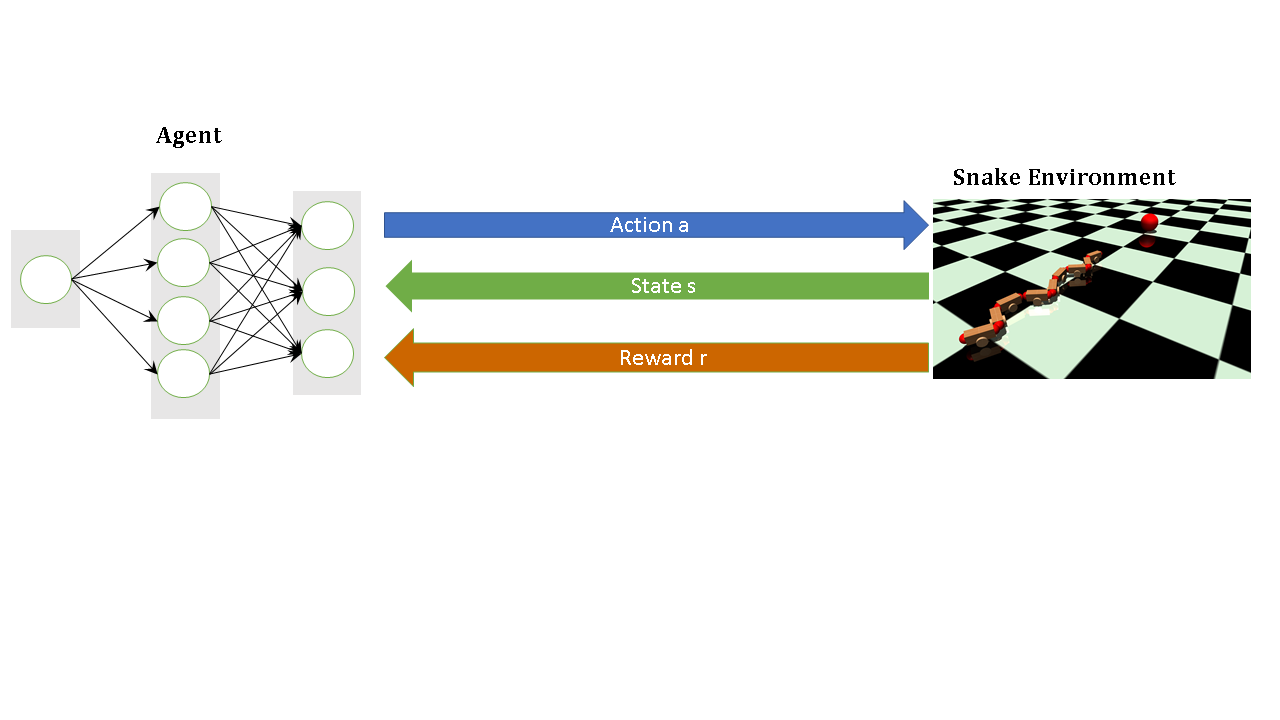 Agent
Snake Environment
Action a
State s
Reward r